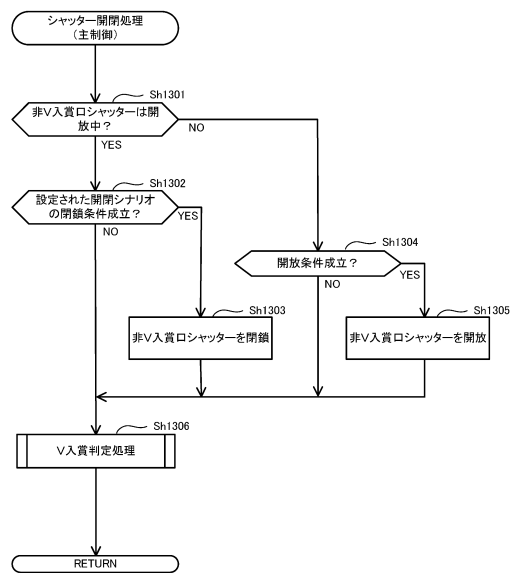 シャッター開閉処理
(主制御)
Sh1301
非V入賞口シャッターは開
放中?
NO
YES
Sh1302
設定された開閉シナリオ
の閉鎖条件成立?
YES
NO
Sh1304
開放条件成立?
YES
NO
Sh1303
非V入賞口シャッターを閉鎖
Sh1305
非V入賞口シャッターを開放
Sh1306
V入賞判定処理
RETURN